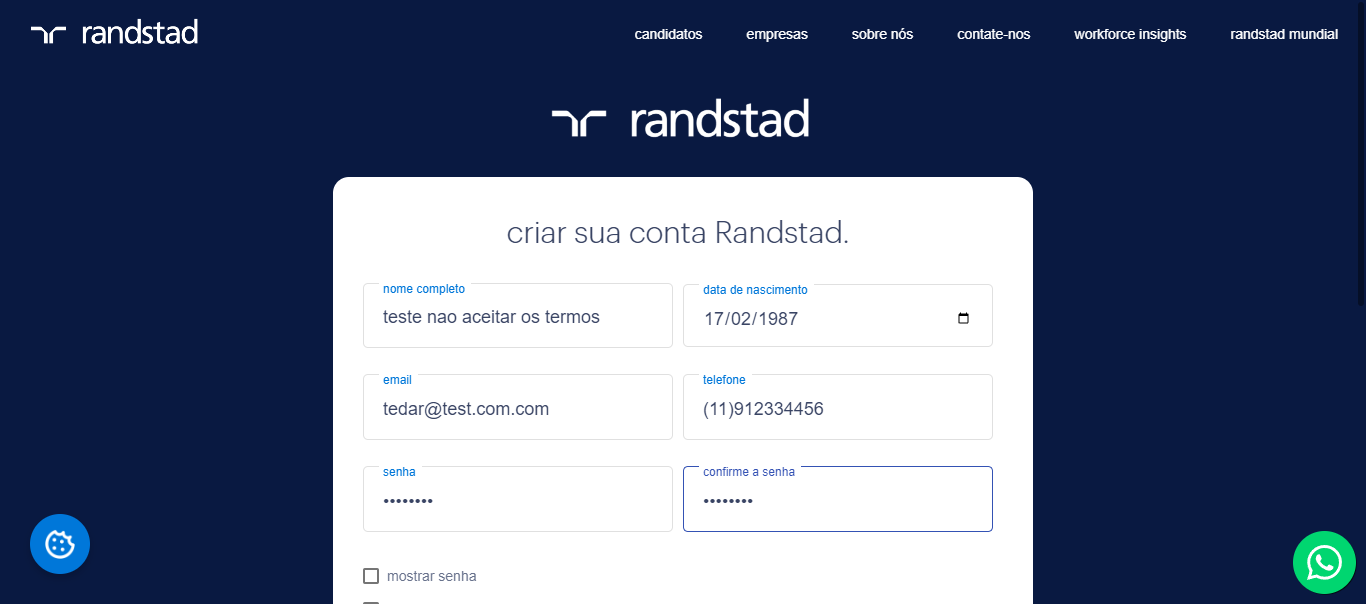 randstad
candidatos empresas sobre nós contate-nos workforce insights randstad mundial
randstad
criar sua conta Randstad.
nome completo
teste nao aceitar os termos
data de nascimento
17/02/1987
email
tedar@test.com.com
telefone
(11)912334456
senha
••••••••
confirme a senha
••••••••
mostrar senha